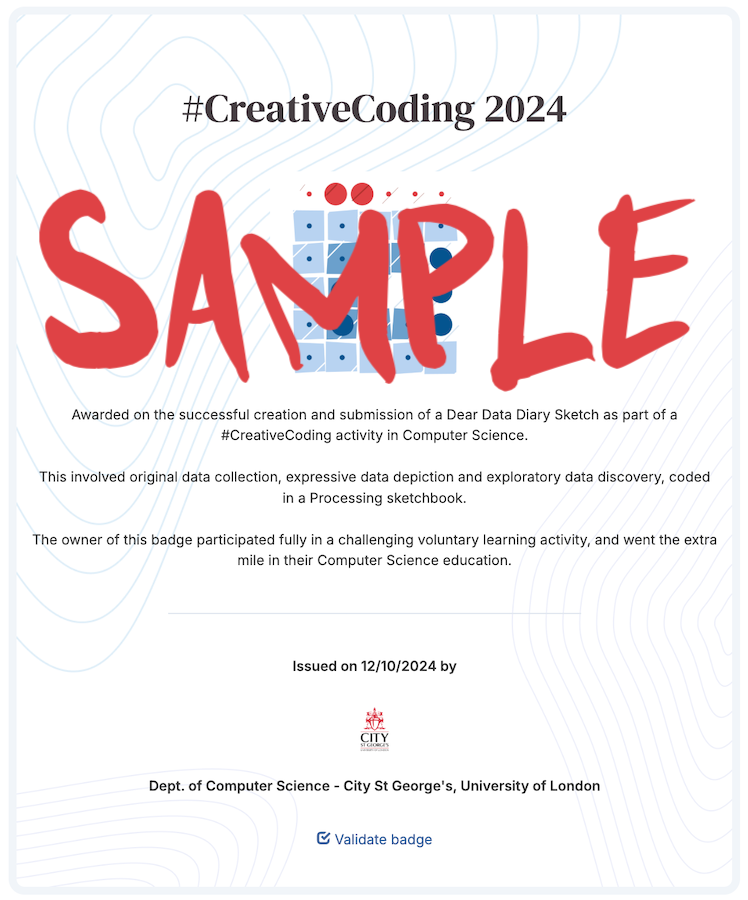 #CreativeCoding 2024
SAMPLE
Awarded on the successful creation and submission of a Dear Data Diary Sketch as part of a
#CreativeCoding activity in Computer Science.
This involved original data collection, expressive data depiction and exploratory data discovery, coded
in a Processing sketchbook.
The owner of this badge participated fully in a challenging voluntary learning activity, and went the extra
mile in their Computer Science education.
Issued on 12/10/2024 by
CITY
ST GEORGE'S
Dept. of Computer Science - City St George's, University of London
Validate badge